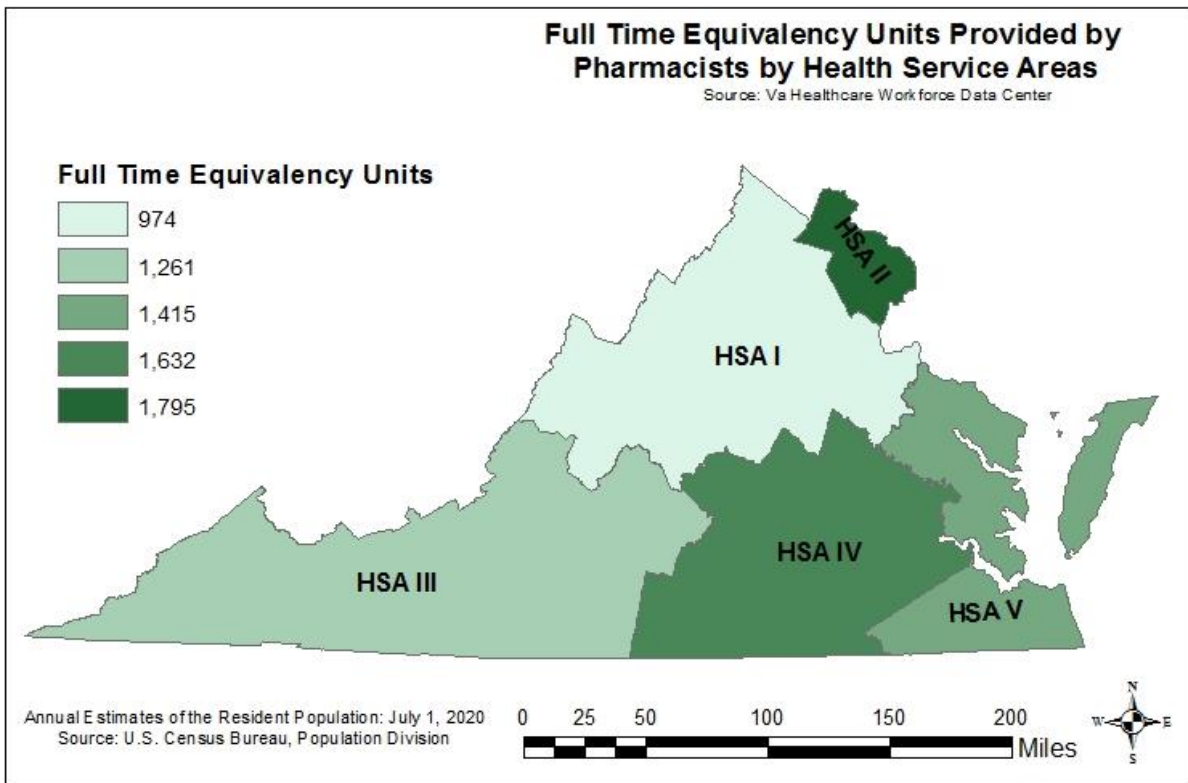 Full Time Equivalency Units Provided by
Pharmacists by Health Service Areas
Source: Va Healthcare Workforce Data Center
Full Time Equivalency Units
974
1,261
1,415
1,632
1,795
HSA II
HSA I
HSA IV
HSA III
HSA V
Annual Estimates of the Resident Population: July 1, 2020
Source: U.S. Census Bureau, Population Division
0 25 50 100 150 200
Miles
N
W E
S